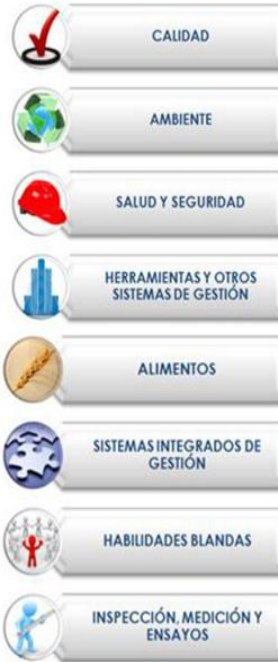 CALIDAD
AMBIENTE
SALUD Y SEGURIDAD
HERRAMIENTAS Y OTROS
SISTEMAS DE GESTIÓN
ALIMENTOS
SISTEMAS INTEGRADOS DE
GESTIÓN
HABILIDADES BLANDAS
INSPECCIÓN, MEDICIÓN Y
ENSAYOS